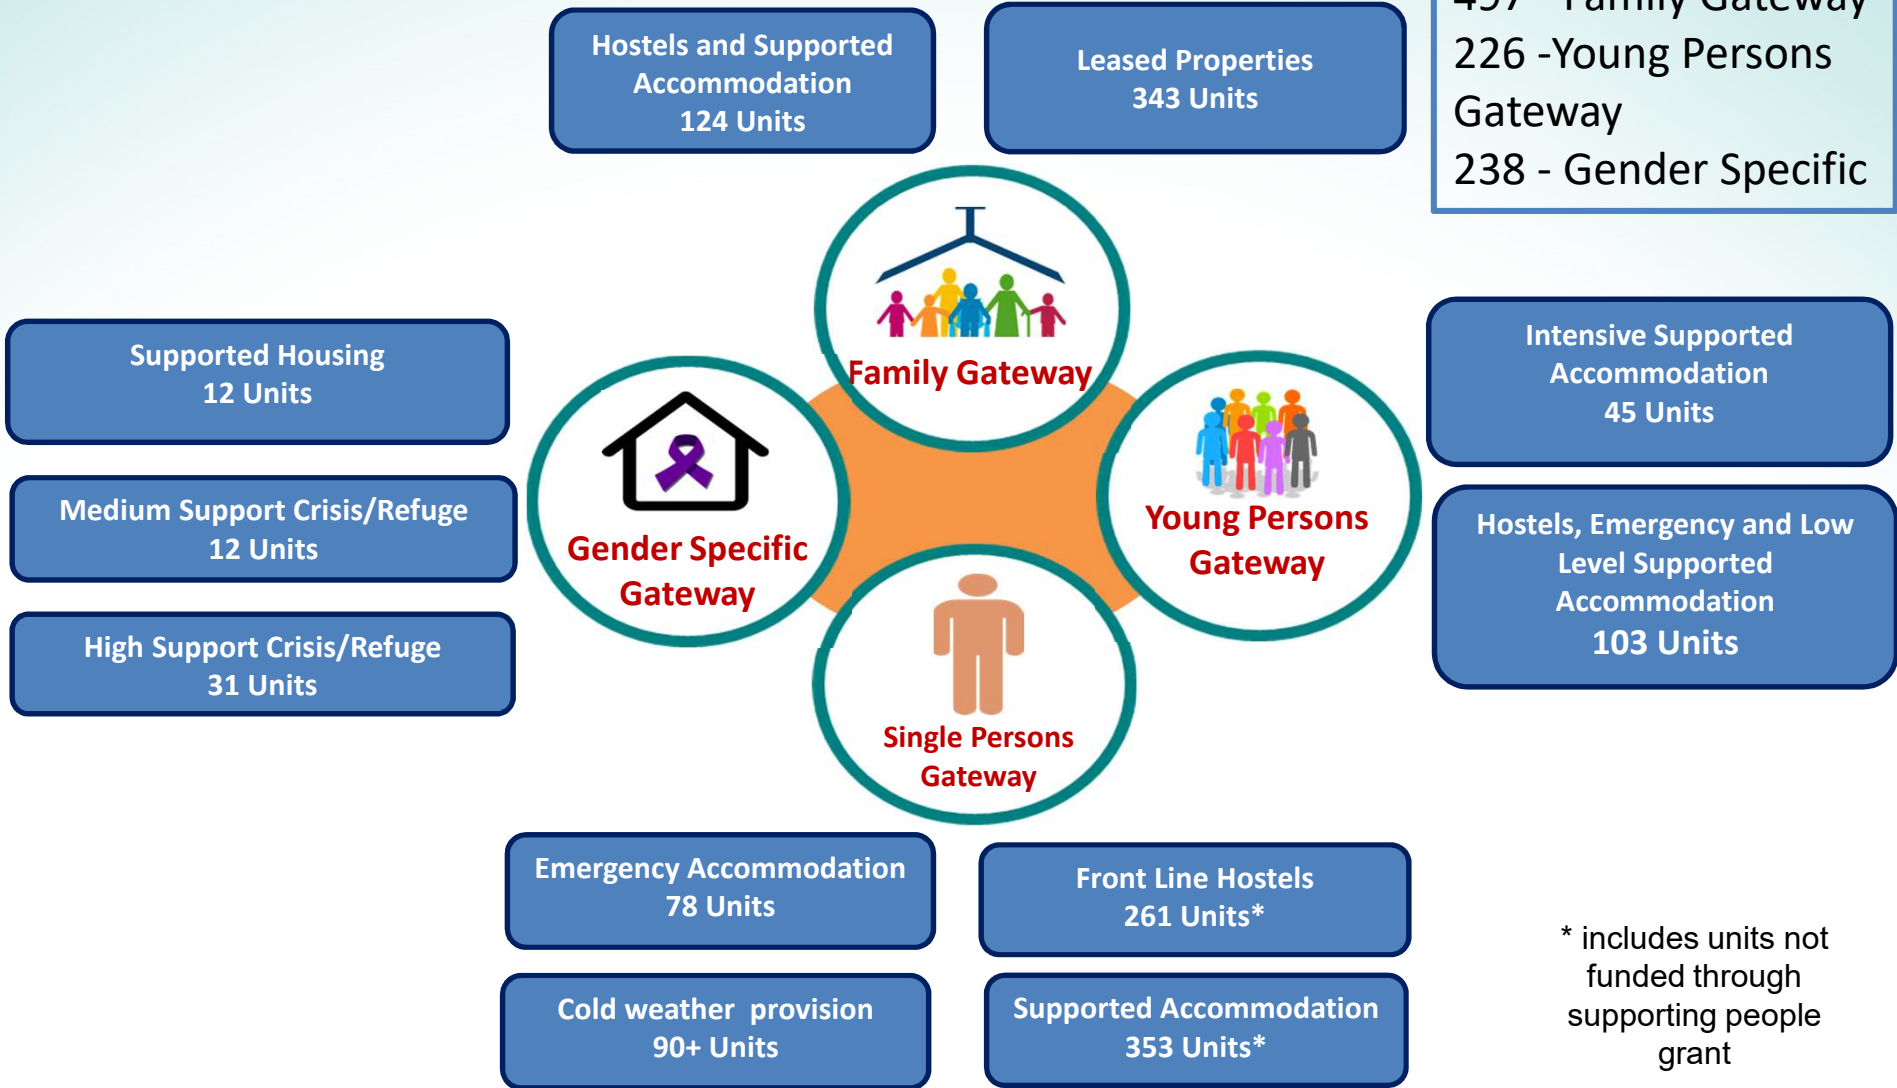 Hostels and Supported
Accommodation
124 Units
Leased Properties
343 Units
Family Gateway
226 -Young Persons
Gateway
238 - Gender Specific
Supported Housing
12 Units
Medium Support Crisis/Refuge
12 Units
High Support Crisis/Refuge
31 Units
Family Gateway
Gender Specific
Gateway
Young Persons
Gateway
Single Persons
Gateway
Intensive Supported
Accommodation
45 Units
Hostels, Emergency and Low
Level Supported
Accommodation
103 Units
Emergency Accommodation
78 Units
Front Line Hostels
261 Units*
Cold weather  provision
90+ Units
Supported Accommodation
353 Units*
* includes units not
funded through
supporting people
grant